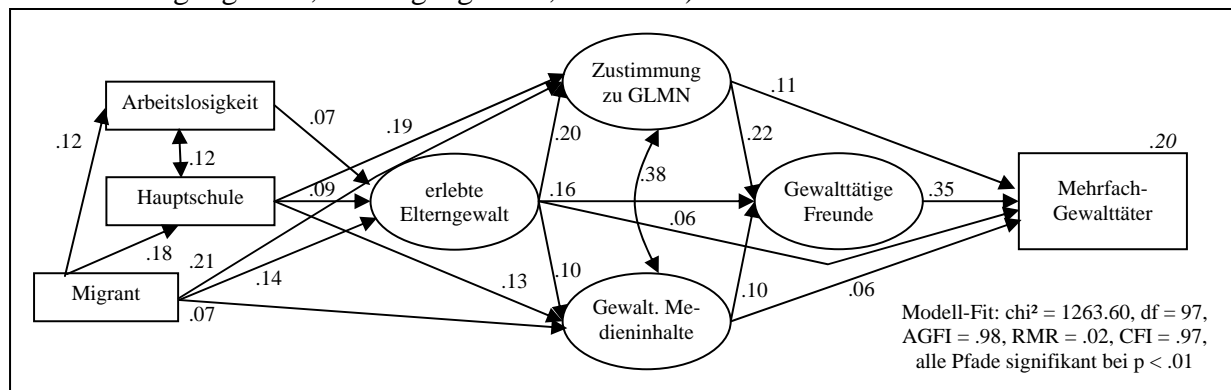 Zustimmung
zu GLMN
.11
Arbeitslosigkeit
.07
.19
.12
.20
.22
.20
.12
Hauptschule
.09
erlebte
Elterngewalt
.16
.38
Gewalttätige
Freunde
.35
Mehrfach-
Gewalttäter
.06
.18
.21
.14
.13
.10
.10
.06
Migrant
.07
Gewalt. Me-
dieninhalte
Modell-Fit: chi² = 1263.60, df = 97,
AGFI = .98, RMR = .02, CFI = .97,
alle Pfade signifikant bei p < .01